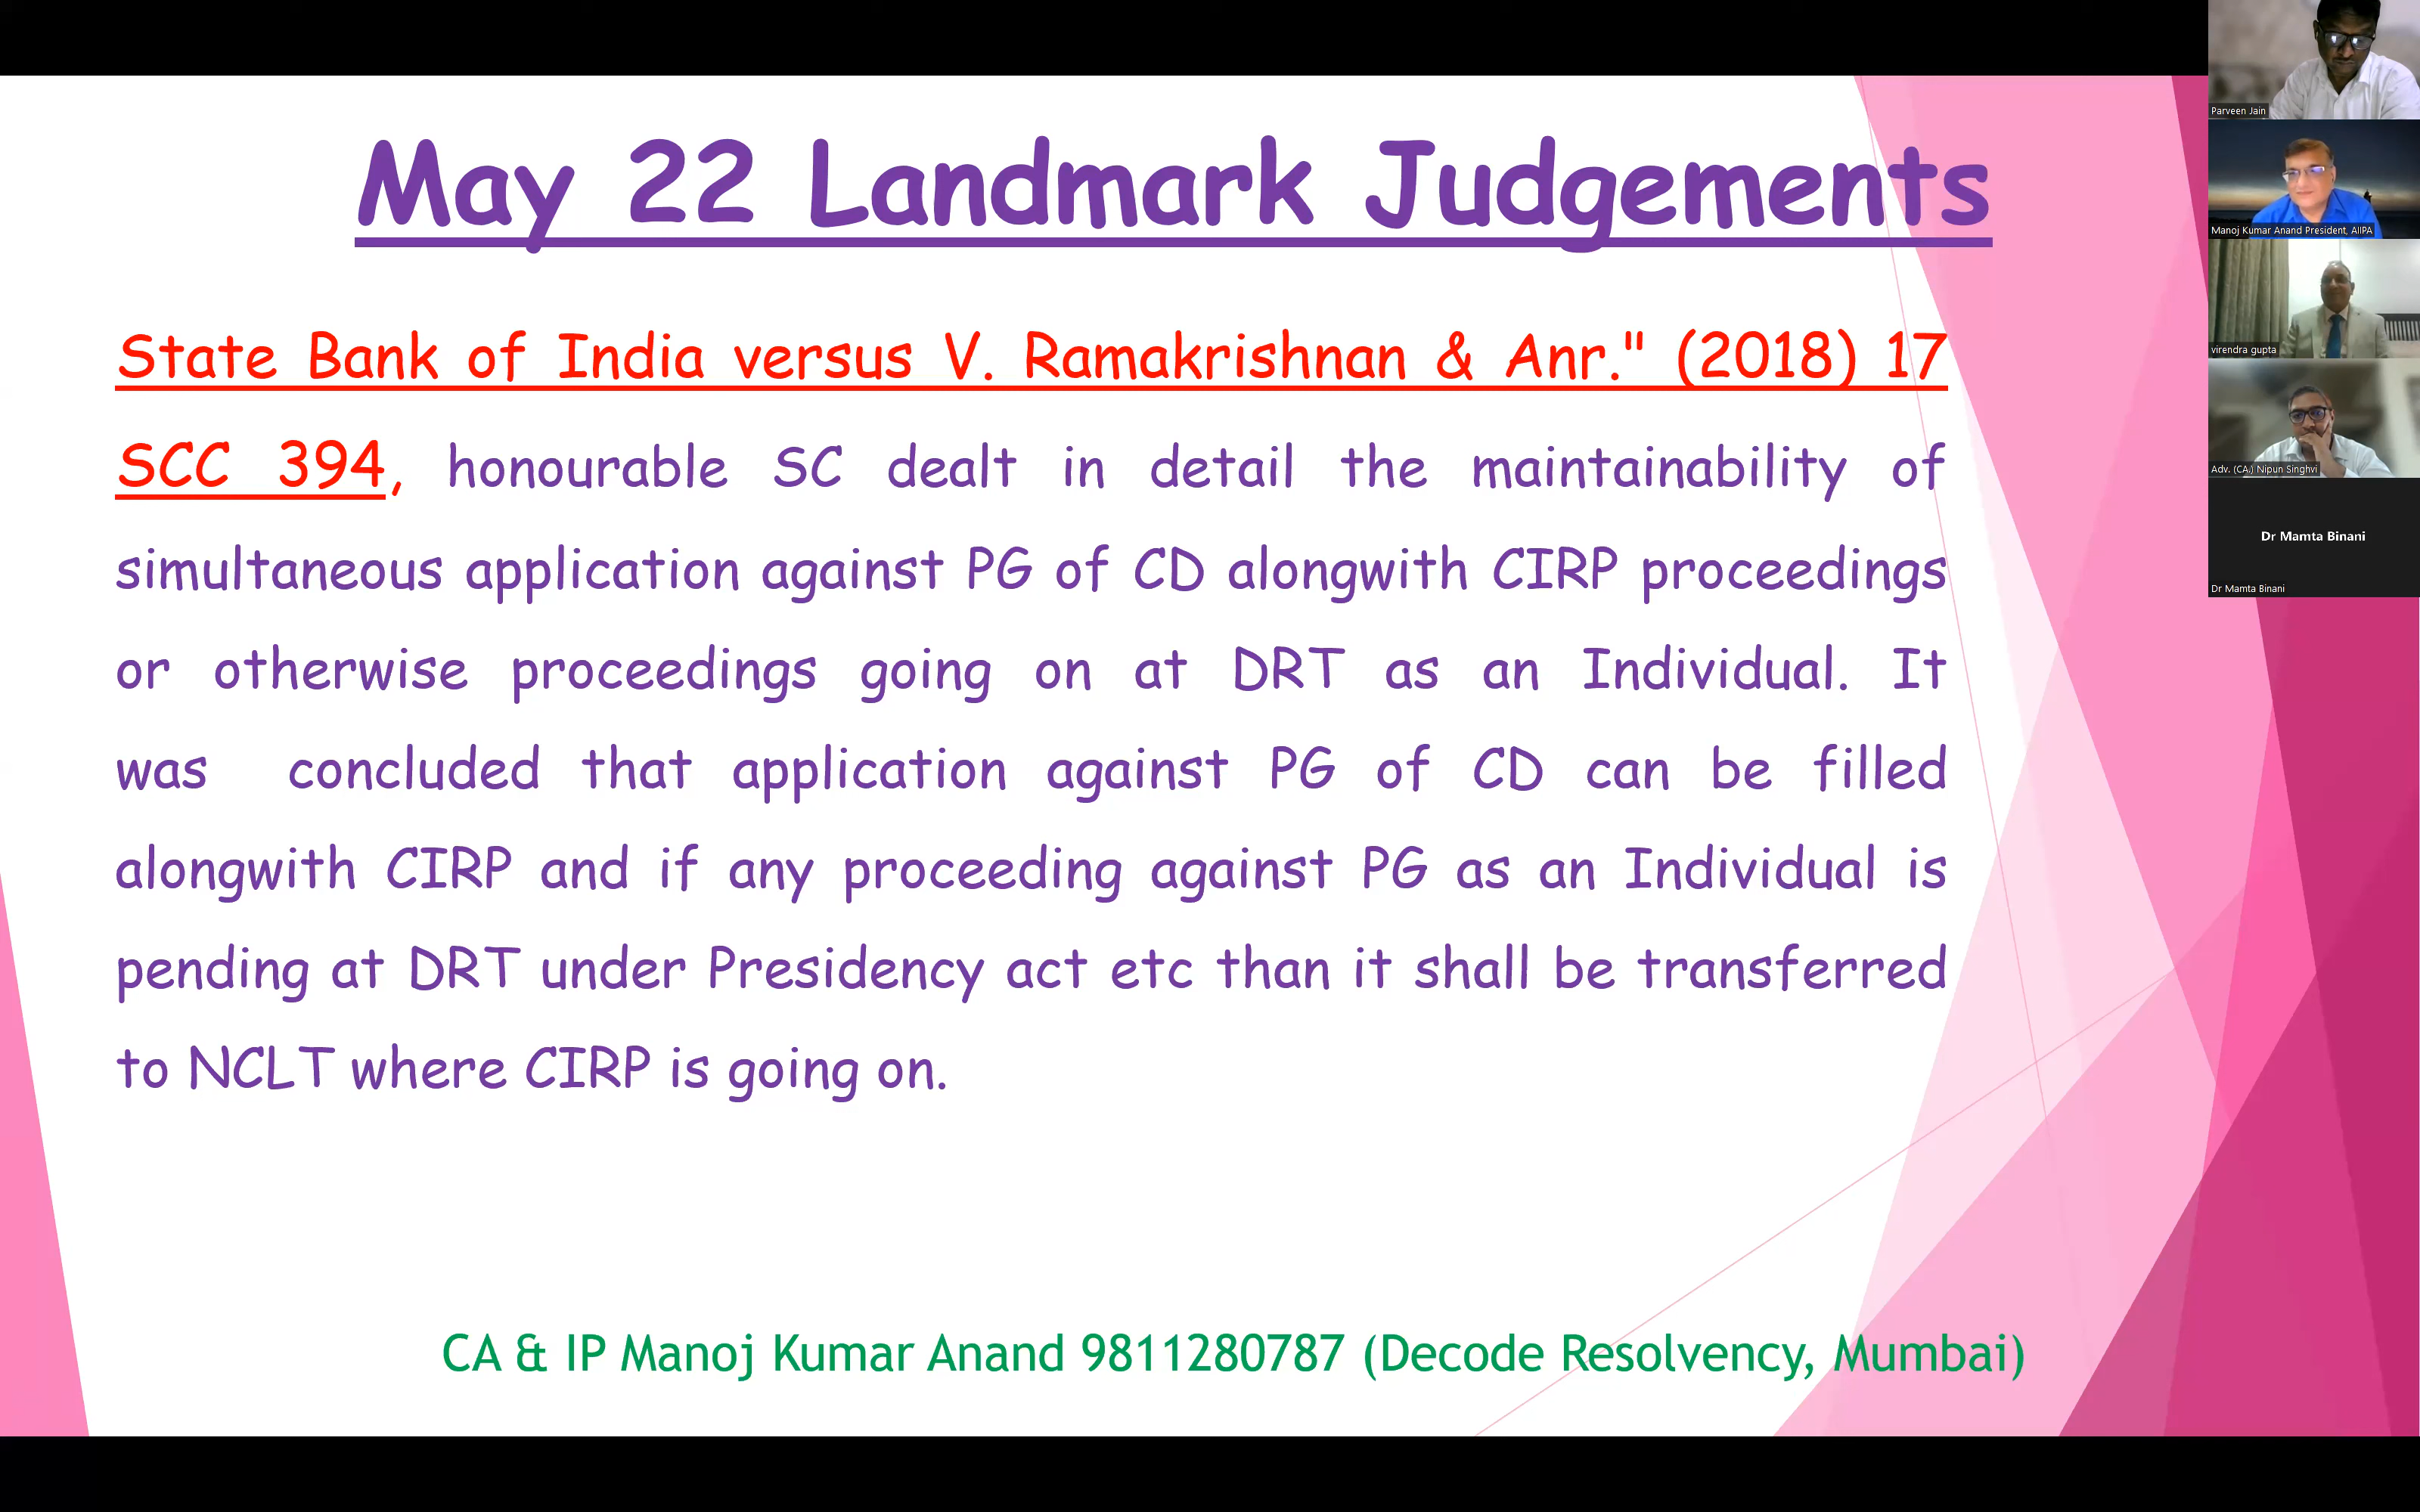 May 22 Landmark Judgements
State Bank of India versus V. Ramakrishnan & Anr." (2018) 17
SCC 394, honourable SC dealt in detail the maintainability of
simultaneous application against PG of CD alongwith CIRP proceedings
or otherwise proceedings going on at DRT as an Individual. It
was concluded that application against PG of CD can be filled
alongwith CIRP and if any proceeding against PG as an Individual is
pending at DRT under Presidency act etc than it shall be transferred
to NCLT where CIRP is going on.
CA & IP Manoj Kumar Anand 9811280787 (Decode Resolvency, Mumbai)
Parveen Jain
Manoj Kumar Anand President, AIIPA
virendra gupta
Adv. (CA.) Nipun Singhvi
Dr Mamta Binani
Dr Mamta Binani